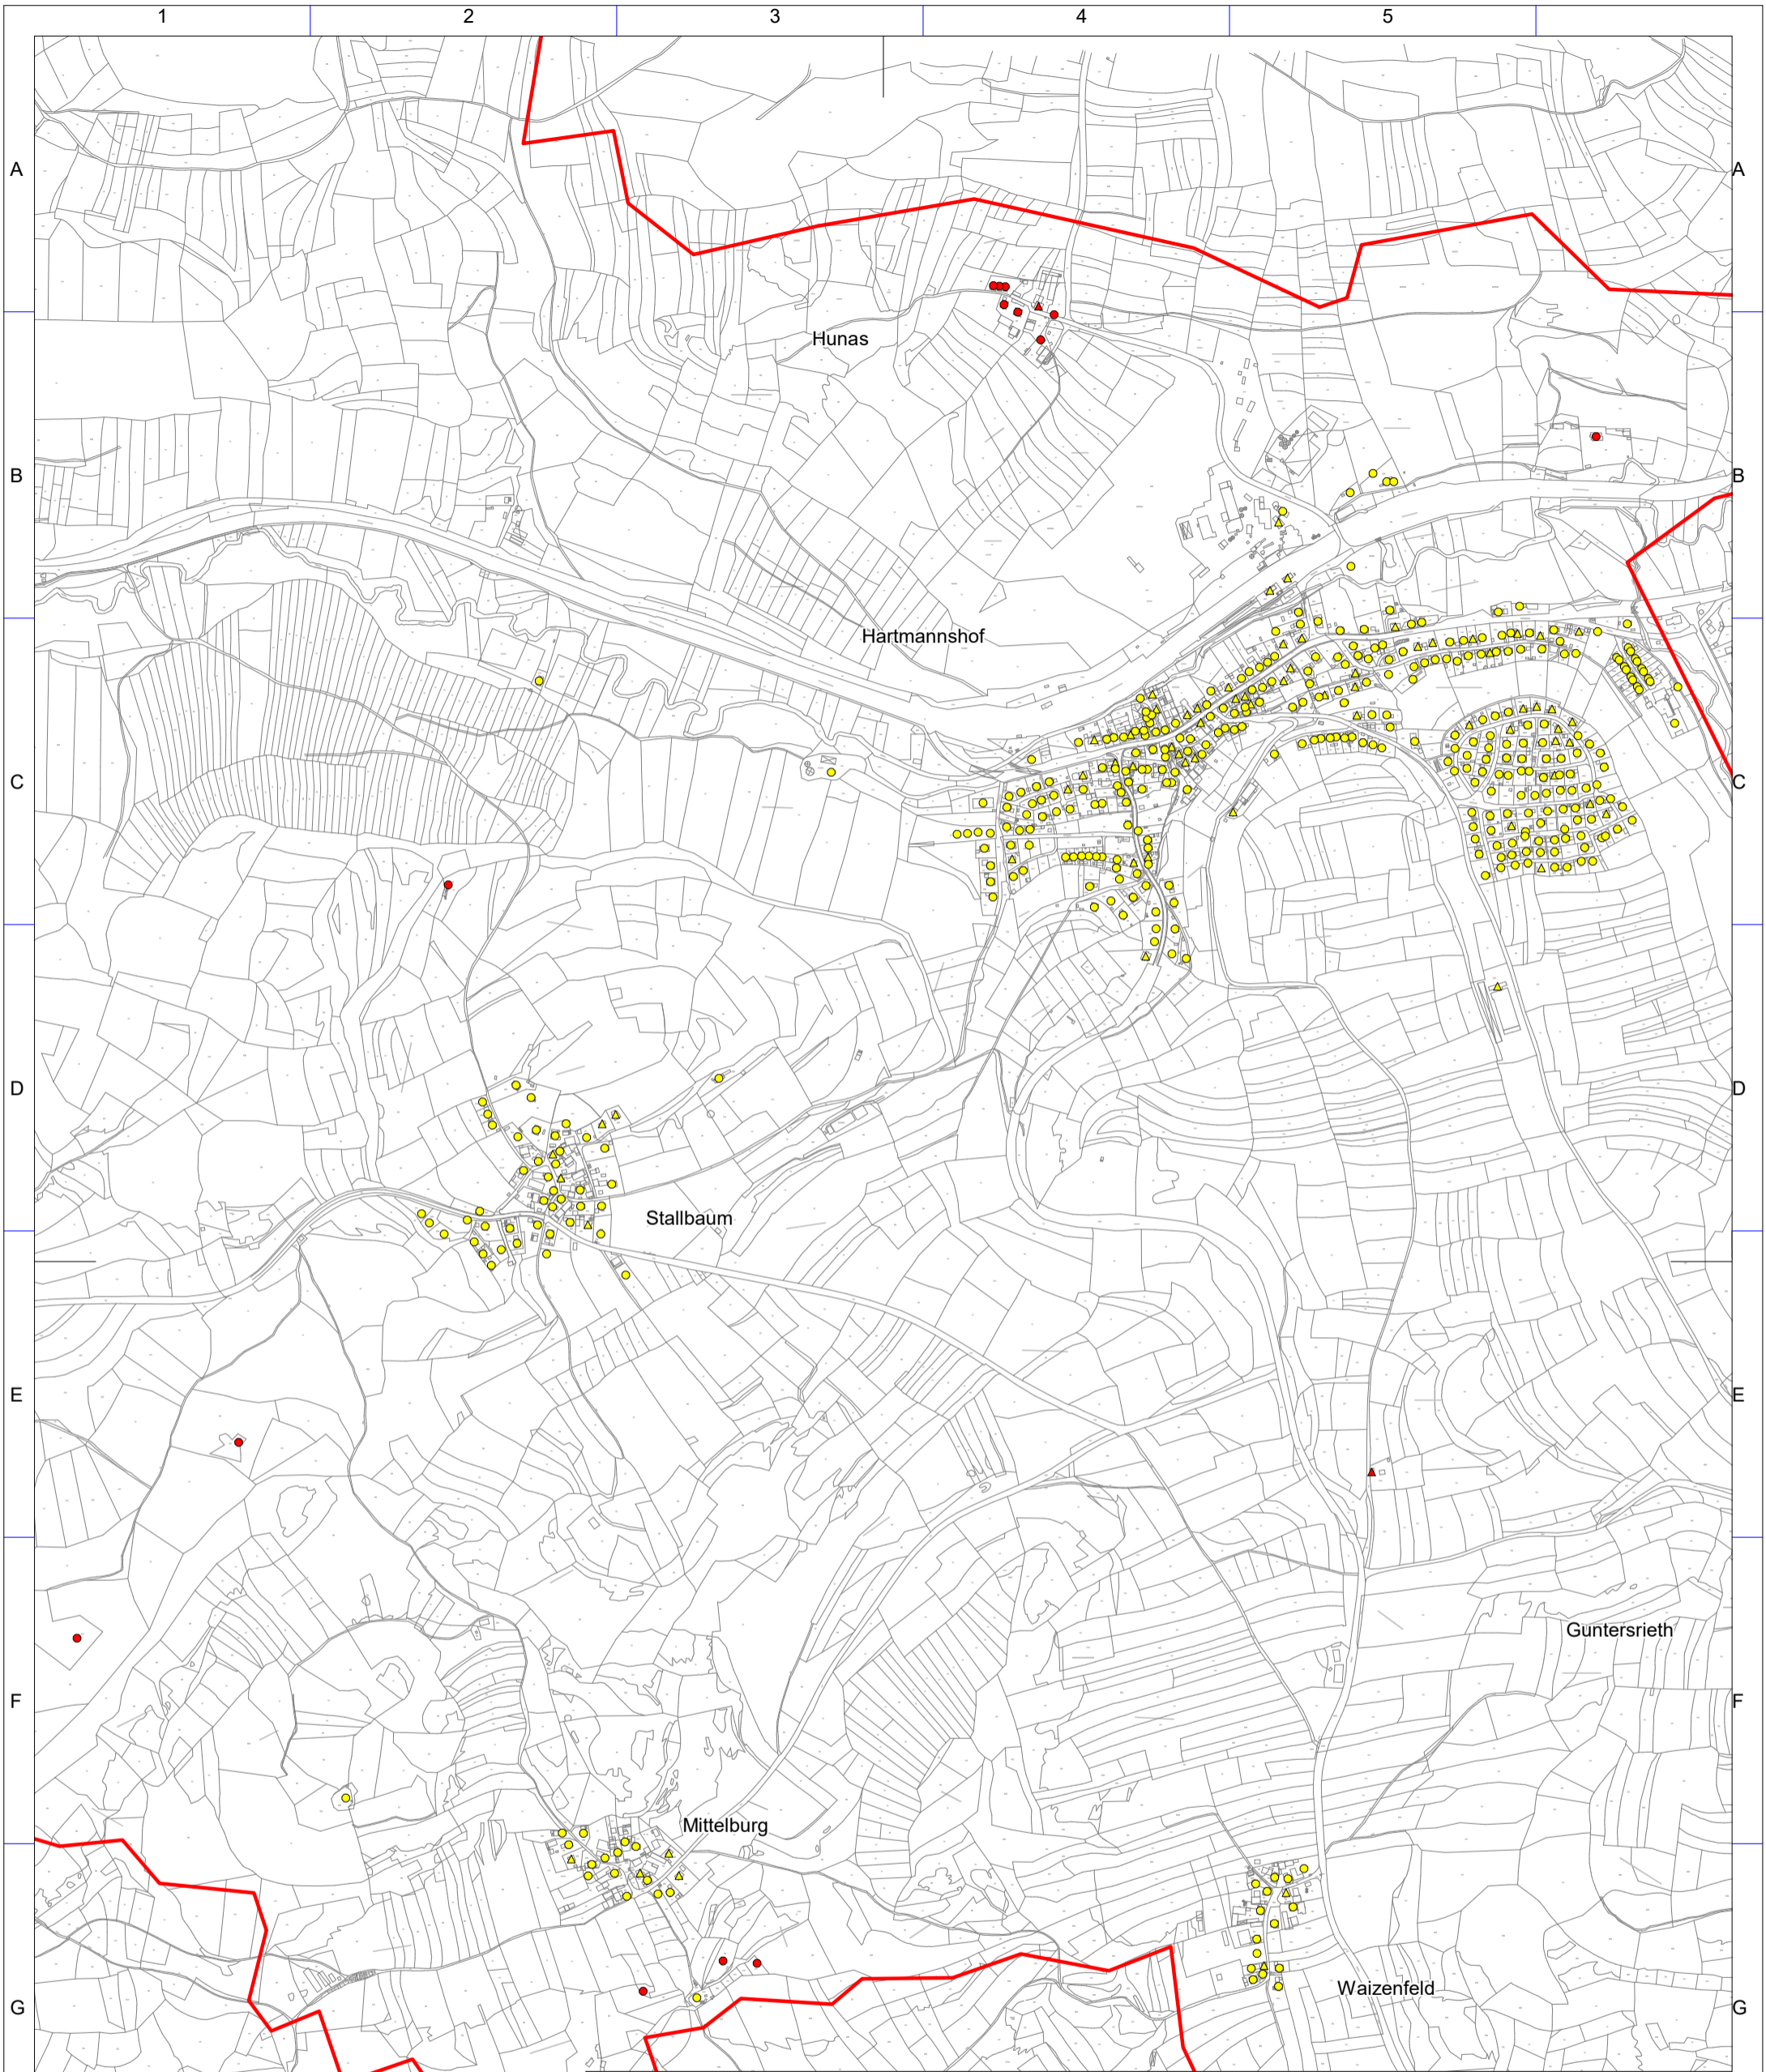 1 2 3 4 5
A A
Hunas
B B
Hartmannshof
C C
D D
Stallbaum
E E
Guntersrieth
F F
Mittelburg
Waizenfeld
G G